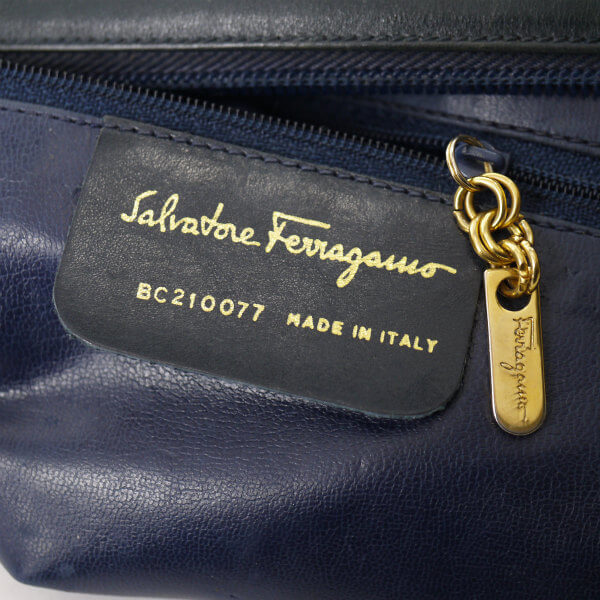 Salvatore Ferragamo
BC210077 MADE IN ITALY
Ferragamo